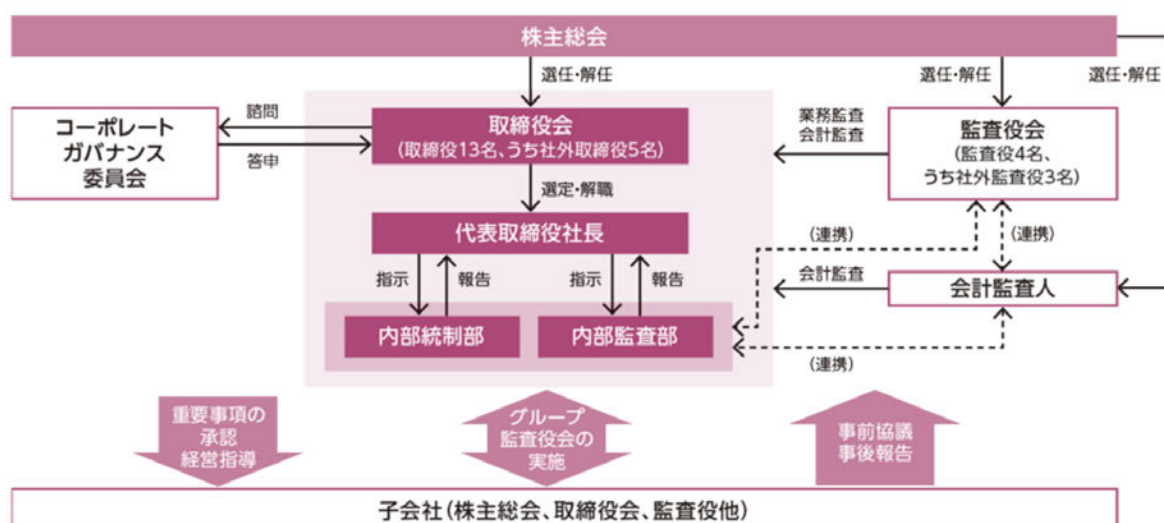 株主総会
選任・解任
選任・解任
選任・解任
コーポレート
ガバナンス
委員会
諮問
答申
取締役会
(取締役13名、うち社外取締役5名)
業務監査
会計監査
監査役会
(監査役4名、
うち社外監査役3名)
選定・解職
代表取締役社長
(連携)
(連携)
指示
報告
指示
報告
会計監査
会計監査人
内部統制部
内部監査部
(連携)
重要事項の
承認
経営指導
グループ
監査役会の
実施
事前協議
事後報告
子会社(株主総会、取締役会、監査役他)